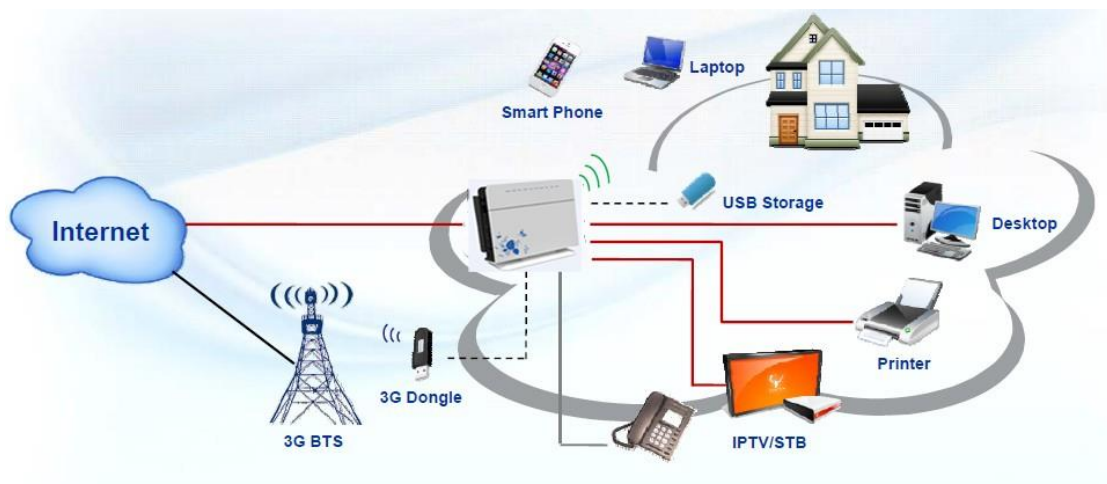 Laptop
Smart Phone
USB Storage
Internet
Desktop
Printer
3G Dongle
3G BTS
IPTV/STB